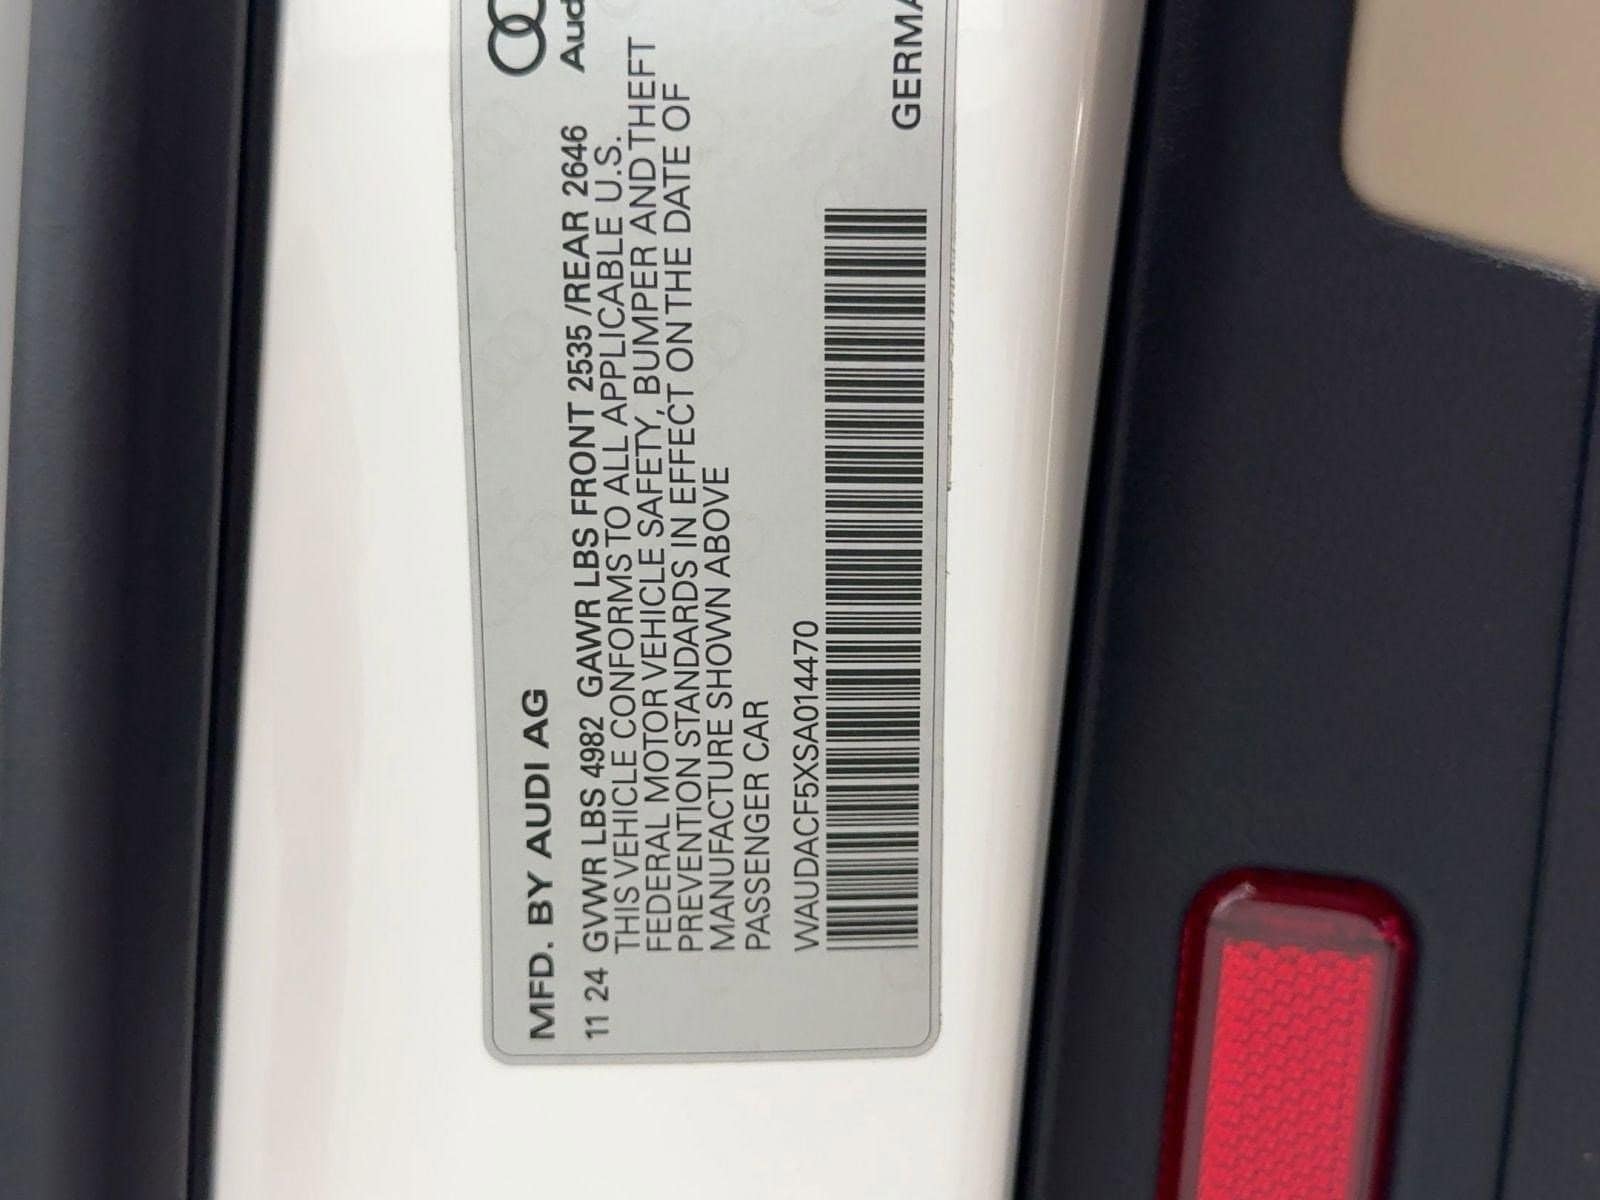 MFD. BY AUDI AG
11 24 GVWR LBS 4982 GAWR LBS FRONT 2535 /REAR 2646
THIS VEHICLE CONFORMS TO ALL APPLICABLE U.S.
FEDERAL MOTOR VEHICLE SAFETY, BUMPER AND THEFT
PREVENTION STANDARDS IN EFFECT ON THE DATE OF
MANUFACTURE SHOWN ABOVE
PASSENGER CAR
WAUDACF5XSA014470